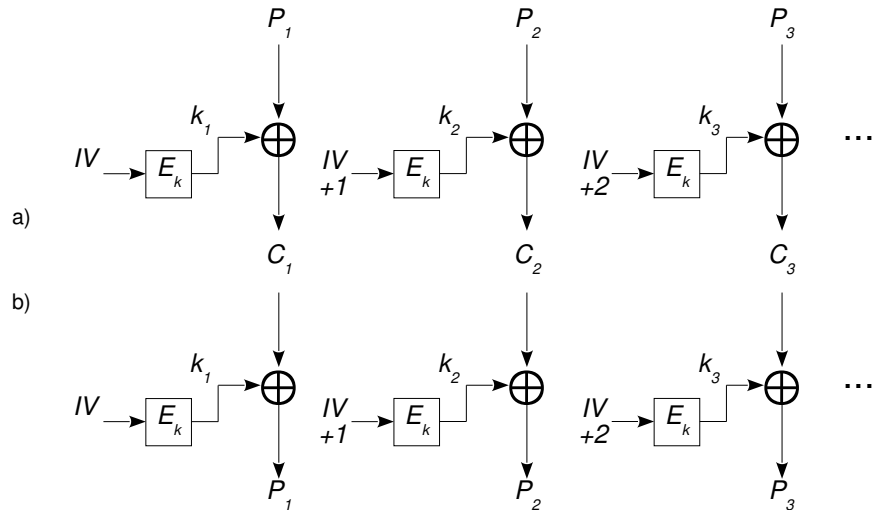 P1 P2 P3
k1 k2 k3 ...
IV Ek IV +1 Ek IV +2 Ek
a)
C1 C2 C3
b)
k1 k2 k3 ...
IV Ek IV +1 Ek IV +2 Ek
P1 P2 P3